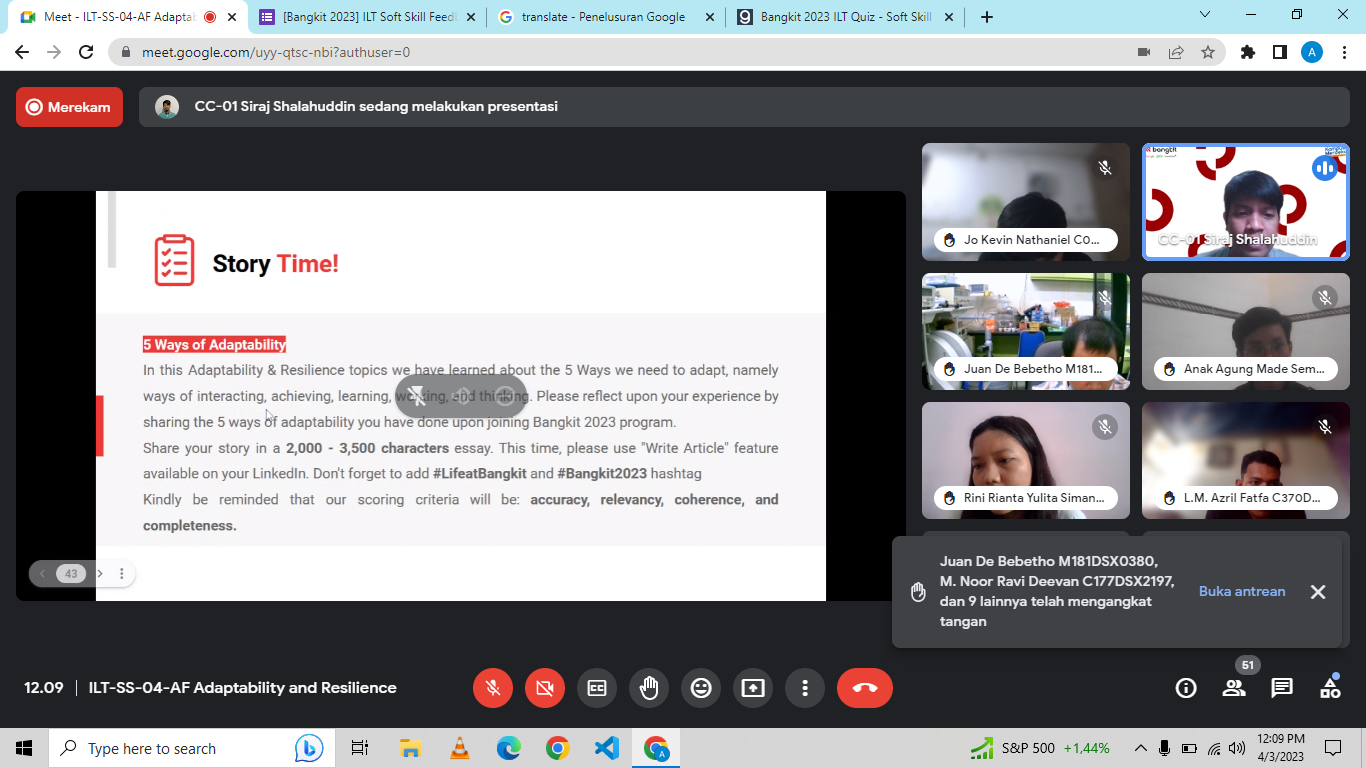 Meet - ILT-SS-04-AF Adaptab
[Bangkit 2023] ILT Soft Skill Feed
translate - Penelusuran Google
Bangkit 2023 ILT Quiz - Soft Skill
meet.google.com/uyy-qtsc-nbi?authuser=0
A
Merekam
CC-01 Siraj Shalahuddin sedang melakukan presentasi
Story Time!
5 Ways of Adaptability
In this Adaptability & Resilience topics we have learned about the 5 Ways we need to adapt, namely
ways of interacting, achieving, learning, working, and thinking. Please reflect upon your experience by
sharing the 5 ways of adaptability you have done upon joining Bangkit 2023 program.
Share your story in a 2,000 - 3,500 characters essay. This time, please use "Write Article" feature
available on your LinkedIn. Don't forget to add #LifeatBangkit and #Bangkit2023 hashtag
Kindly be reminded that our scoring criteria will be: accuracy, relevancy, coherence, and
completeness.
43
Jo Kevin Nathaniel C0...
CC-01 Siraj Shalahuddin
Juan De Bebetho M181...
Anak Agung Made Sem...
Rini Rianta Yulita Siman...
L.M. Azril Fatfa C370D...
Juan De Bebetho M181DSX0380,
M. Noor Ravi Deevan C177DSX2197,
dan 9 lainnya telah mengangkat
tangan
Buka antrean
12.09 | ILT-SS-04-AF Adaptability and Resilience
51
Type here to search
S&P 500 +1,44%
12:09 PM
4/3/2023